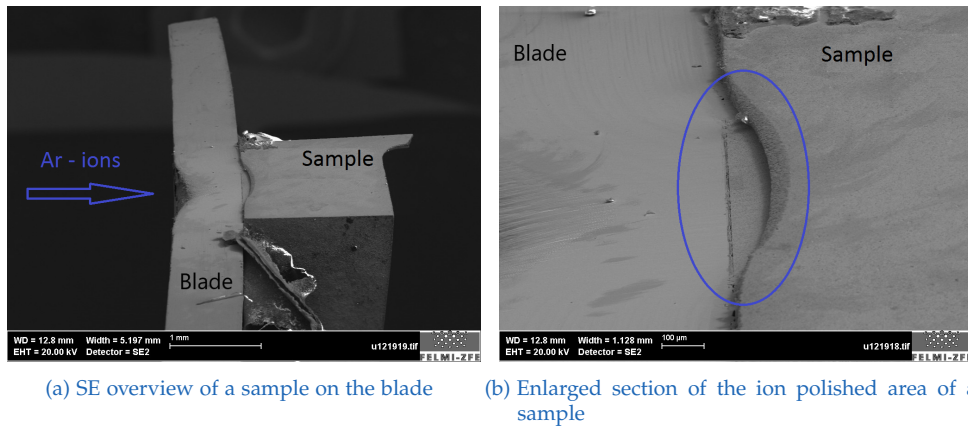 Ar - ions
Sample
Blade
WD = 12.8 mm Width = 5.197 mm
EHT = 20.00 kV Detector = SE2
1 mm
u121919.tif
FELMI-ZFE
Blade
Sample
WD = 12.8 mm Width = 1.128 mm
EHT = 20.00 kV Detector = SE2
100 µm
u121920.tif
FELMI-ZFE
(a) SE overview of a sample on the blade
(b) Enlarged section of the ion polished area of a
sample